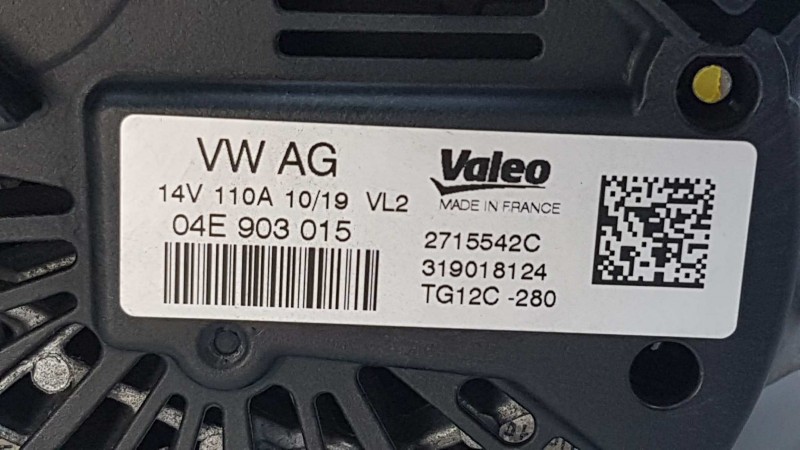 VW AG
14V 110A 10/19 VL2
04E 903 015
Valeo
MADE IN FRANCE
2715542C
319018124
TG12C -280